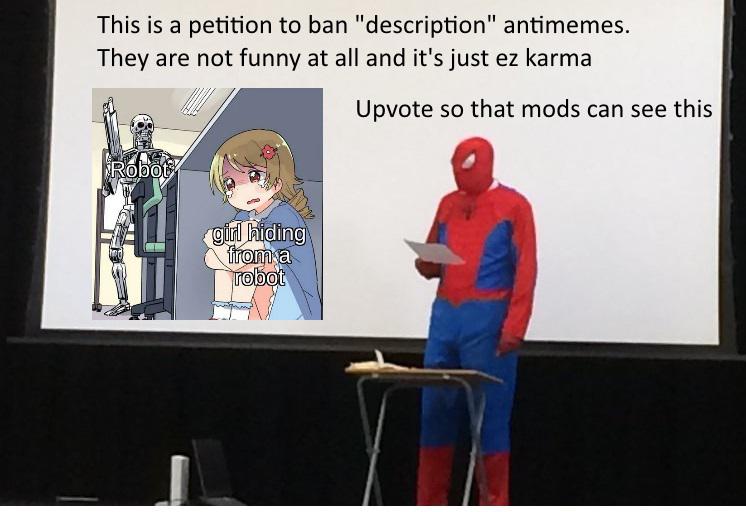 This is a petition to ban "description" antimemes.
They are not funny at all and it's just ez karma
Upvote so that mods can see this
Robot
girl hiding
from a
robot